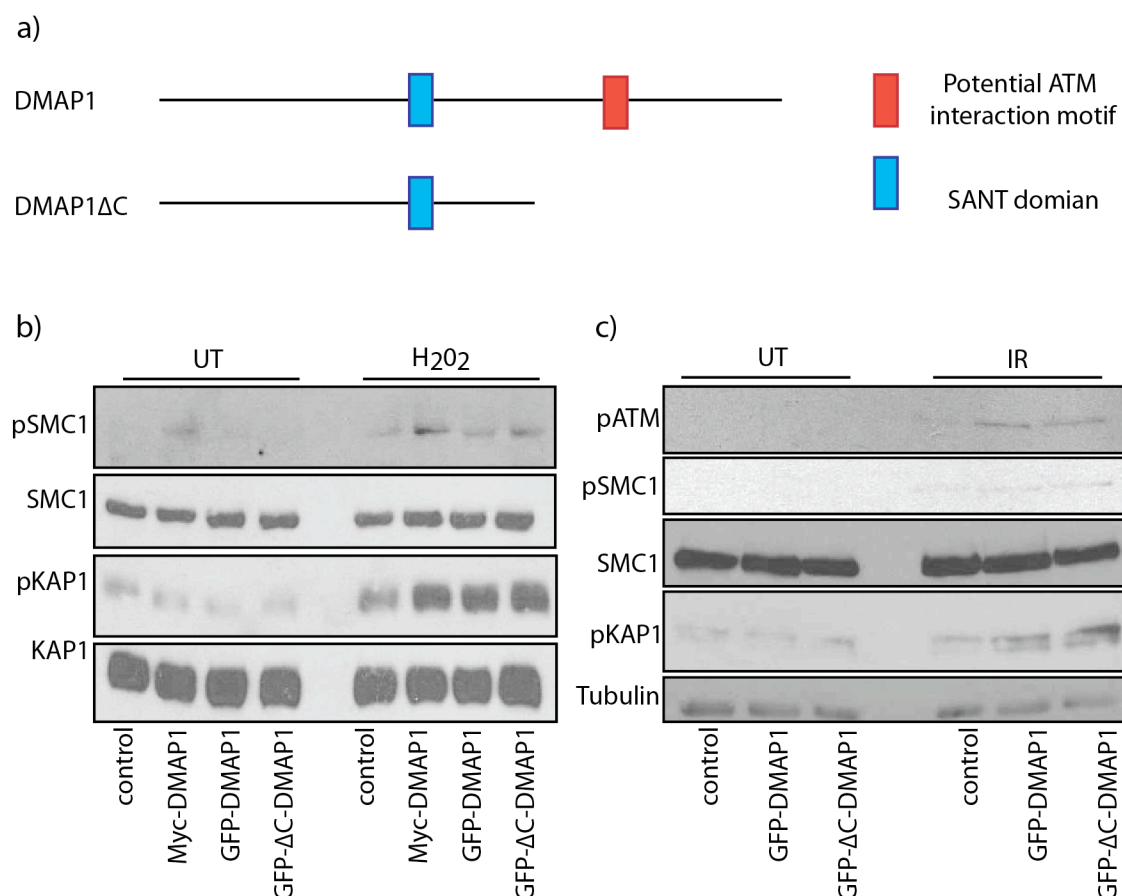 a)
DMAP1
Potential ATM
interaction motif
DMAP1ΔC
SANT domian
b)
UT
H202
pSMC1
SMC1
pKAP1
KAP1
control
Myc-DMAP1
GFP-DMAP1
GFP-ΔC-DMAP1
control
Myc-DMAP1
GFP-DMAP1
GFP-ΔC-DMAP1
c)
UT
IR
pATM
pSMC1
SMC1
pKAP1
Tubulin
control
GFP-DMAP1
GFP-ΔC-DMAP1
control
GFP-DMAP1
GFP-ΔC-DMAP1